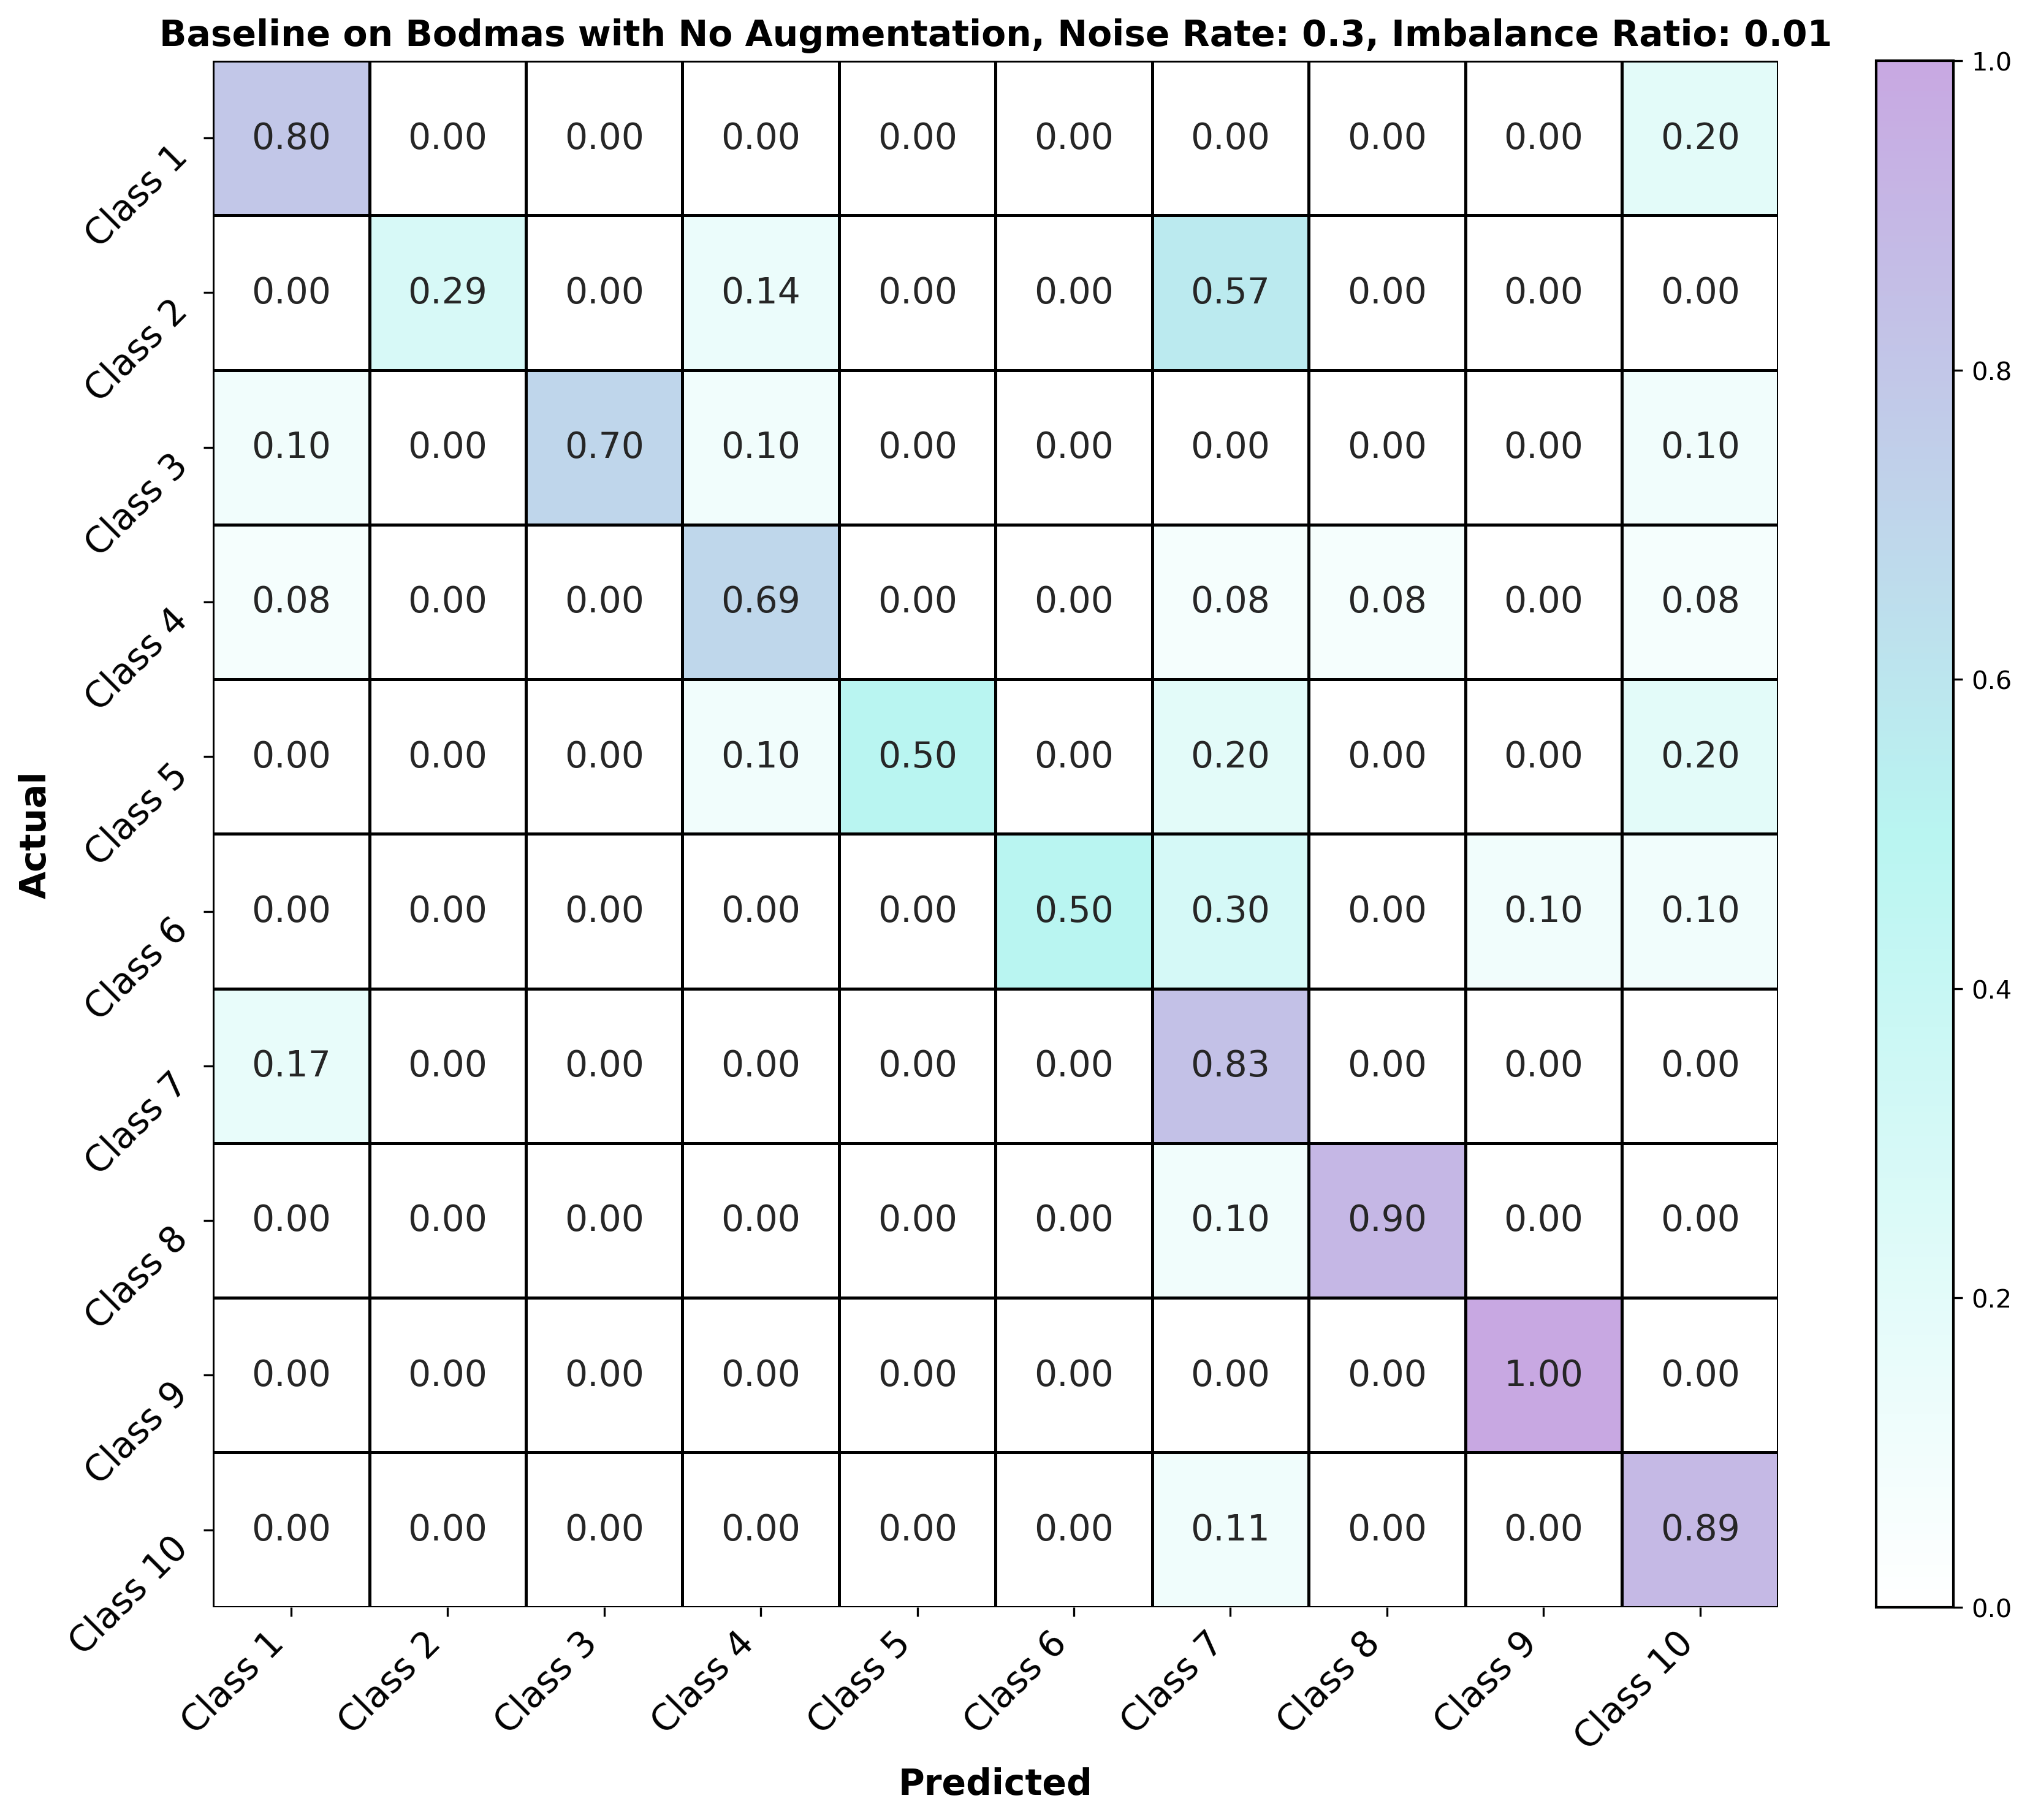 Baseline on Bodmas with No Augmentation, Noise Rate: 0.3, Imbalance Ratio: 0.01
Class 1 0.80 0.00 0.00 0.00 0.00 0.00 0.00 0.00 0.00 0.20
Class 2 0.00 0.29 0.00 0.14 0.00 0.00 0.57 0.00 0.00 0.00
Class 3 0.10 0.00 0.70 0.10 0.00 0.00 0.00 0.00 0.00 0.10
Class 4 0.08 0.00 0.00 0.69 0.00 0.00 0.08 0.08 0.00 0.08
Class 5 0.00 0.00 0.00 0.10 0.50 0.00 0.20 0.00 0.00 0.20
Class 6 0.00 0.00 0.00 0.00 0.00 0.50 0.30 0.00 0.10 0.10
Class 7 0.17 0.00 0.00 0.00 0.00 0.00 0.83 0.00 0.00 0.00
Class 8 0.00 0.00 0.00 0.00 0.00 0.00 0.10 0.90 0.00 0.00
Class 9 0.00 0.00 0.00 0.00 0.00 0.00 0.00 0.00 1.00 0.00
Class 10 0.00 0.00 0.00 0.00 0.00 0.00 0.11 0.00 0.00 0.89
Class 1 Class 2 Class 3 Class 4 Class 5 Class 6 Class 7 Class 8 Class 9 Class 10
Predicted
Actual
1.0
0.8
0.6
0.4
0.2
0.0